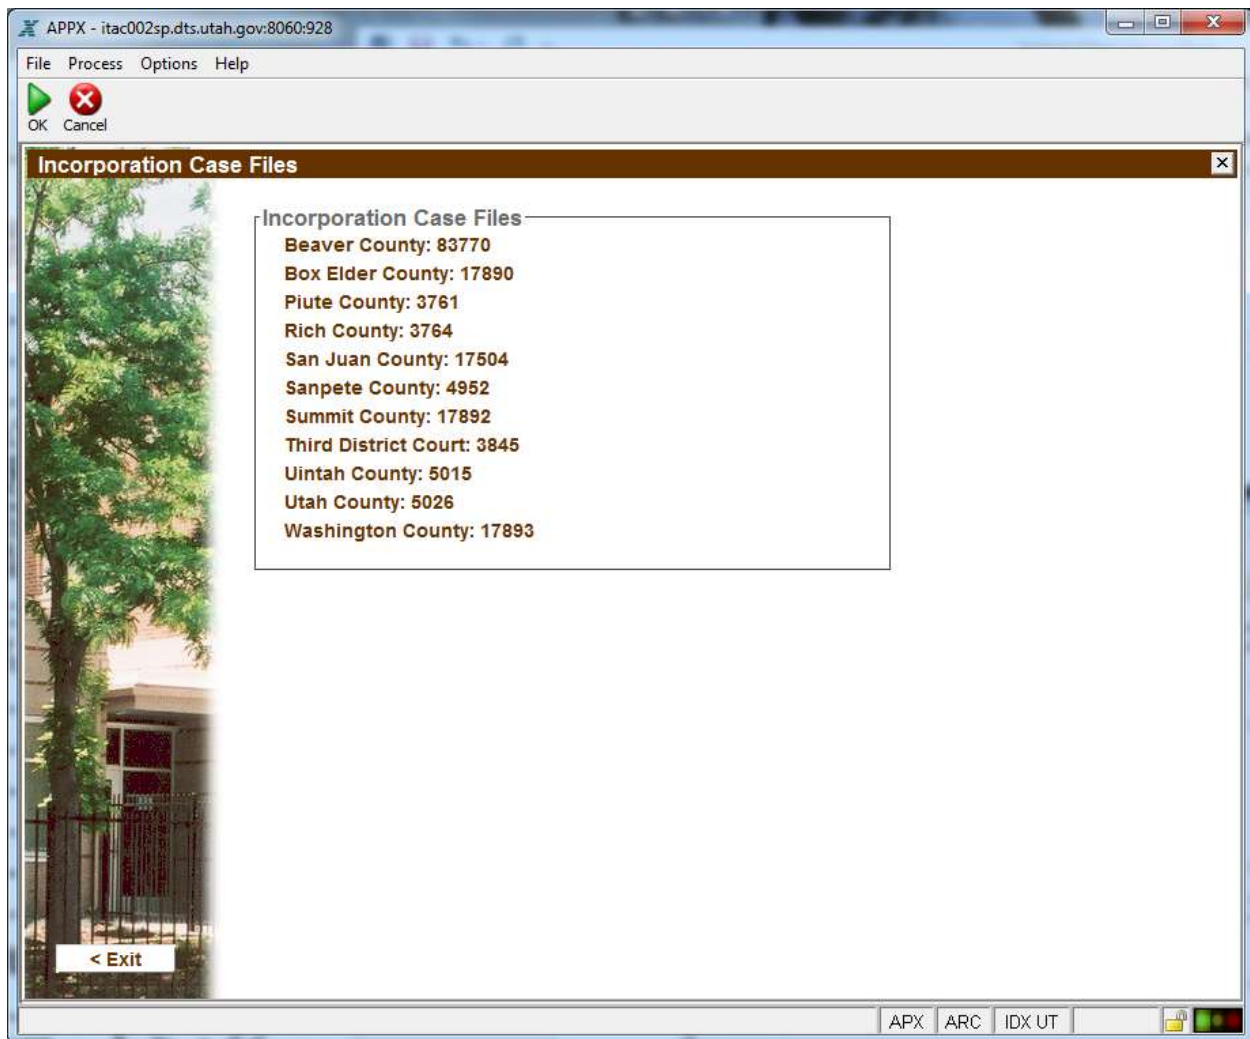 APPX - itac002sp.dts.utah.gov:8060:928
File Process Options Help
OK Cancel
Incorporation Case Files
Incorporation Case Files
Beaver County: 83770
Box Elder County: 17890
Piute County: 3761
Rich County: 3764
San Juan County: 17504
Sanpete County: 4952
Summit County: 17892
Third District Court: 3845
Uintah County: 5015
Utah County: 5026
Washington County: 17893
< Exit
APX ARC IDX UT